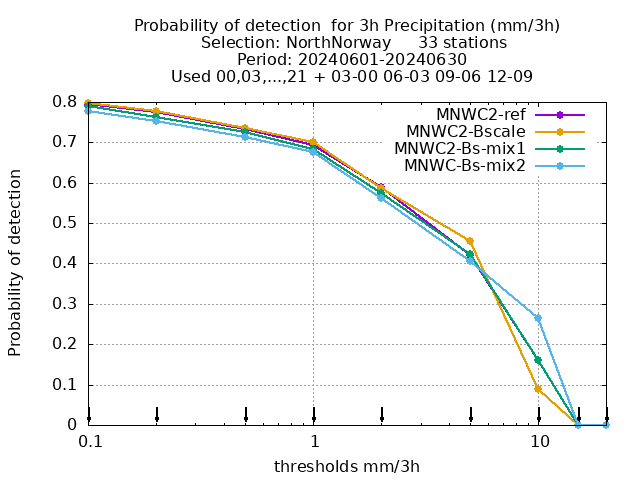 Probability of detection  for 3h Precipitation (mm/3h)
Selection: NorthNorway     33 stations
Period: 20240601-20240630
Used 00,03,...,21 + 03-00 06-03 09-06 12-09
MNWC2-ref
MNWC2-Bscale
MNWC2-Bs-mix1
MNWC-Bs-mix2
Probability of detection
0.8
0.7
0.6
0.5
0.4
0.3
0.2
0.1
0
0.1 1 10
thresholds mm/3h